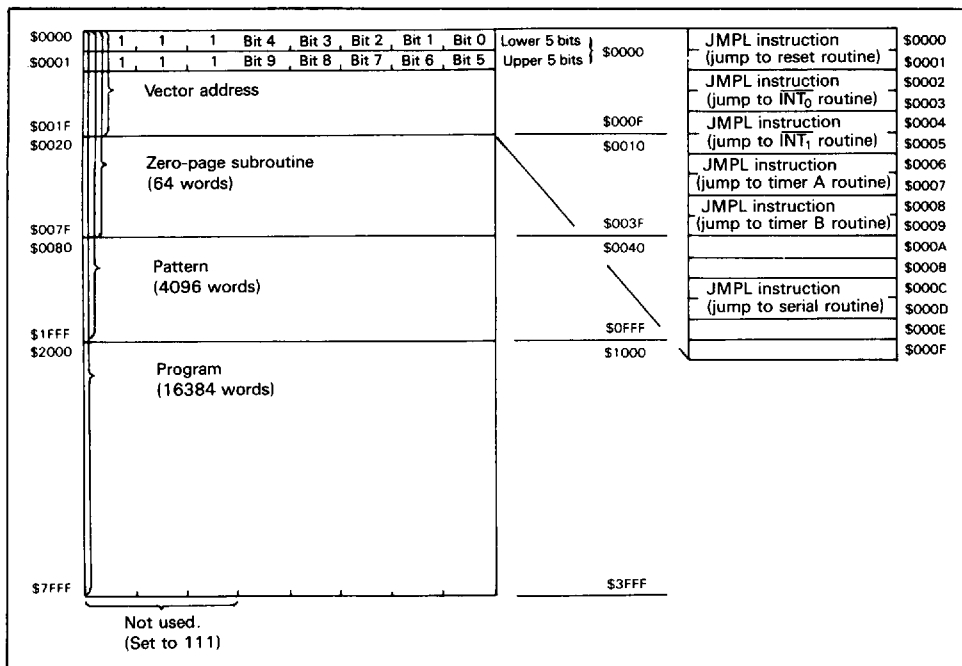 $0000 1 1 1 Bit 4 Bit 3 Bit 2 Bit 1 Bit 0 Lower 5 bits
$0001 1 1 1 Bit 9 Bit 8 Bit 7 Bit 6 Bit 5 Upper 5 bits
$0000
Vector address
$001F $000F
$0020 $0010
Zero-page subroutine
(64 words)
$007F $003F
$0080 $0040
Pattern
(4096 words)
$1FFF $0FFF
$2000 $1000
Program
(16384 words)
$7FFF $3FFF
Not used.
(Set to 111)
JMPL instruction $0000
(jump to reset routine) $0001
JMPL instruction $0002
(jump to INT0 routine) $0003
JMPL instruction $0004
(jump to INT1 routine) $0005
JMPL instruction $0006
(jump to timer A routine) $0007
JMPL instruction $0008
(jump to timer B routine) $0009
$000A
$000B
JMPL instruction $000C
(jump to serial routine) $000D
$000E
$000F